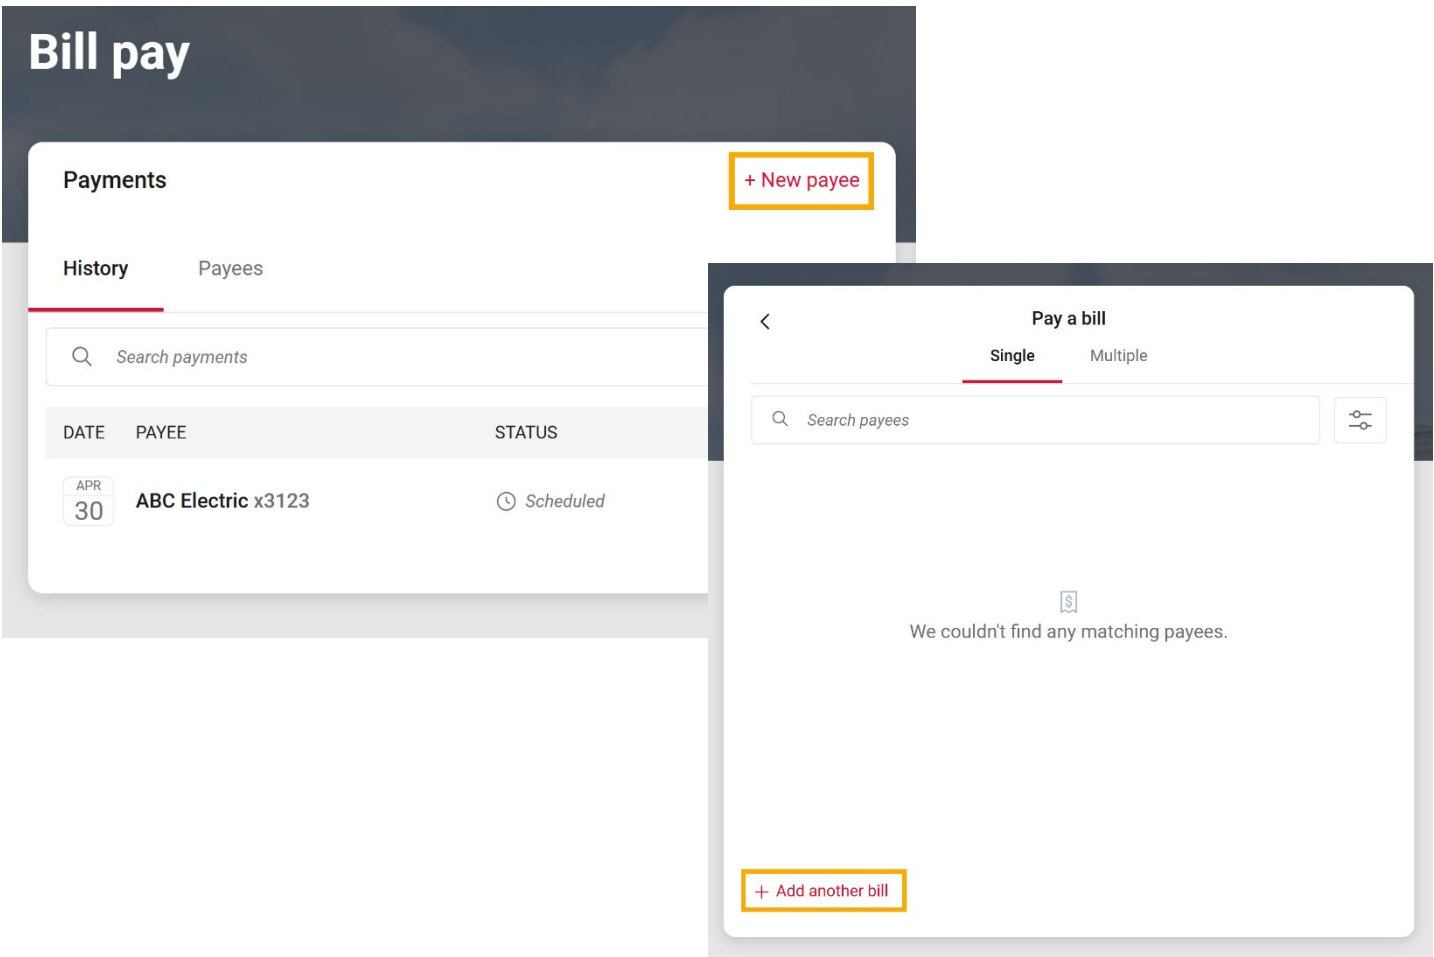 Bill pay
Payments
+ New payee
History Payees
Search payments
DATE PAYEE STATUS
APR
30 ABC Electric x3123 Scheduled
Pay a bill
Single Multiple
Search payees
$
We couldn't find any matching payees.
+ Add another bill